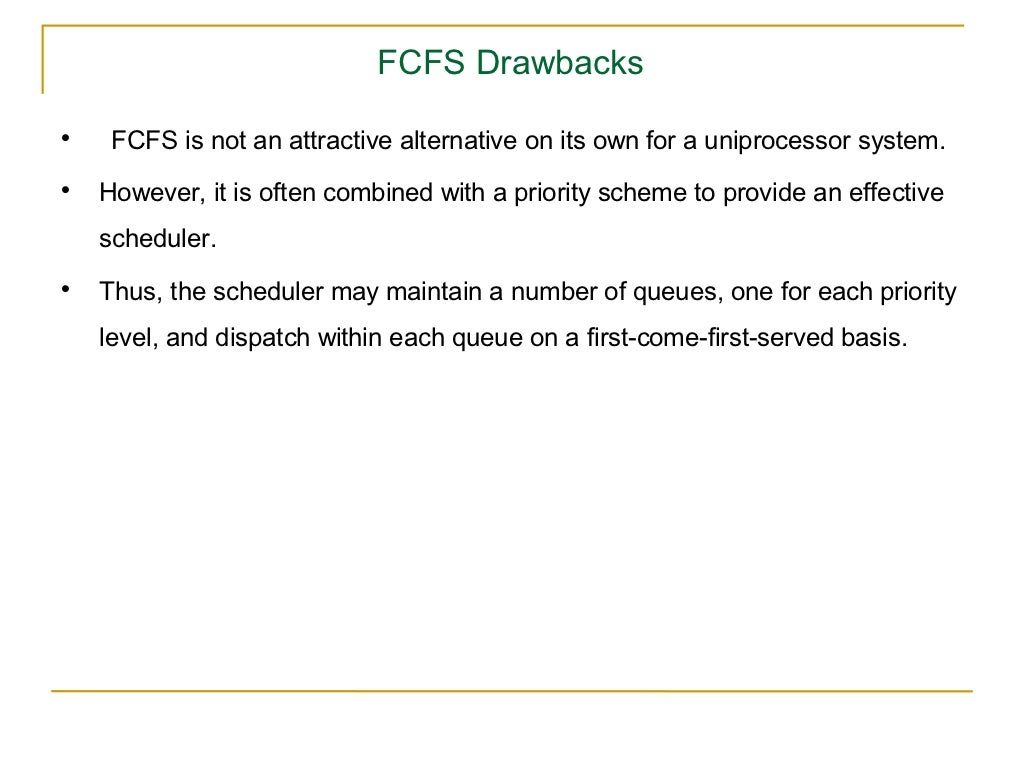 FCFS Drawbacks
• FCFS is not an attractive alternative on its own for a uniprocessor system.
• However, it is often combined with a priority scheme to provide an effective
scheduler.
• Thus, the scheduler may maintain a number of queues, one for each priority
level, and dispatch within each queue on a first-come-first-served basis.